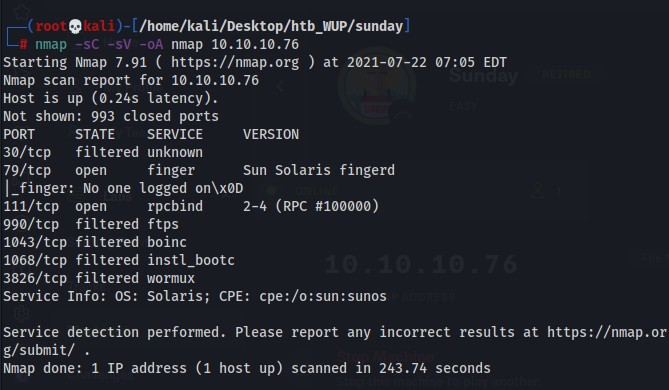 ┌──(root💀kali)-[/home/kali/Desktop/htb_WUP/sunday]
└─# nmap -sC -sV -oA nmap 10.10.10.76
Starting Nmap 7.91 ( https://nmap.org ) at 2021-07-22 07:05 EDT
Nmap scan report for 10.10.10.76
Host is up (0.24s latency).
Not shown: 993 closed ports
PORT     STATE    SERVICE     VERSION
30/tcp   filtered unknown
79/tcp   open     finger      Sun Solaris fingerd
|_finger: No one logged on\x0D
111/tcp  open     rpcbind     2-4 (RPC #100000)
990/tcp  filtered ftps
1043/tcp filtered boinc
1068/tcp filtered instl_bootc
3826/tcp filtered wormux
Service Info: OS: Solaris; CPE: cpe:/o:sun:sunos

Service detection performed. Please report any incorrect results at https://nmap.or
g/submit/ .
Nmap done: 1 IP address (1 host up) scanned in 243.74 seconds
Sunday
10.10.10.76